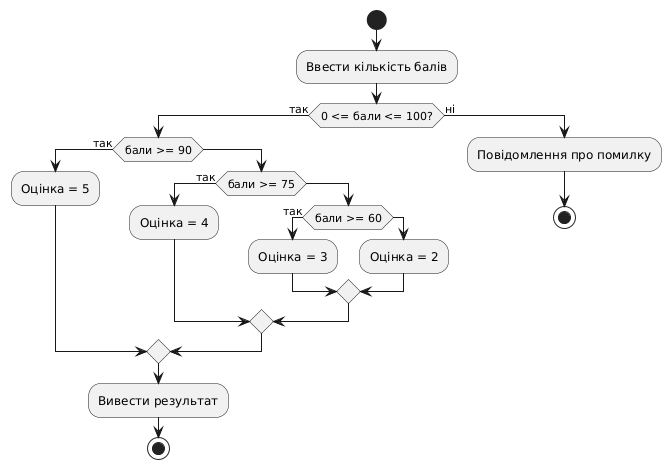 Ввести кількість балів
так
0 <= бали <= 100?
ні
так
бали >= 90
Повідомлення про помилку
Оцінка = 5
так
бали >= 75
Оцінка = 4
так
бали >= 60
Оцінка = 3
Оцінка = 2
Вивести результат